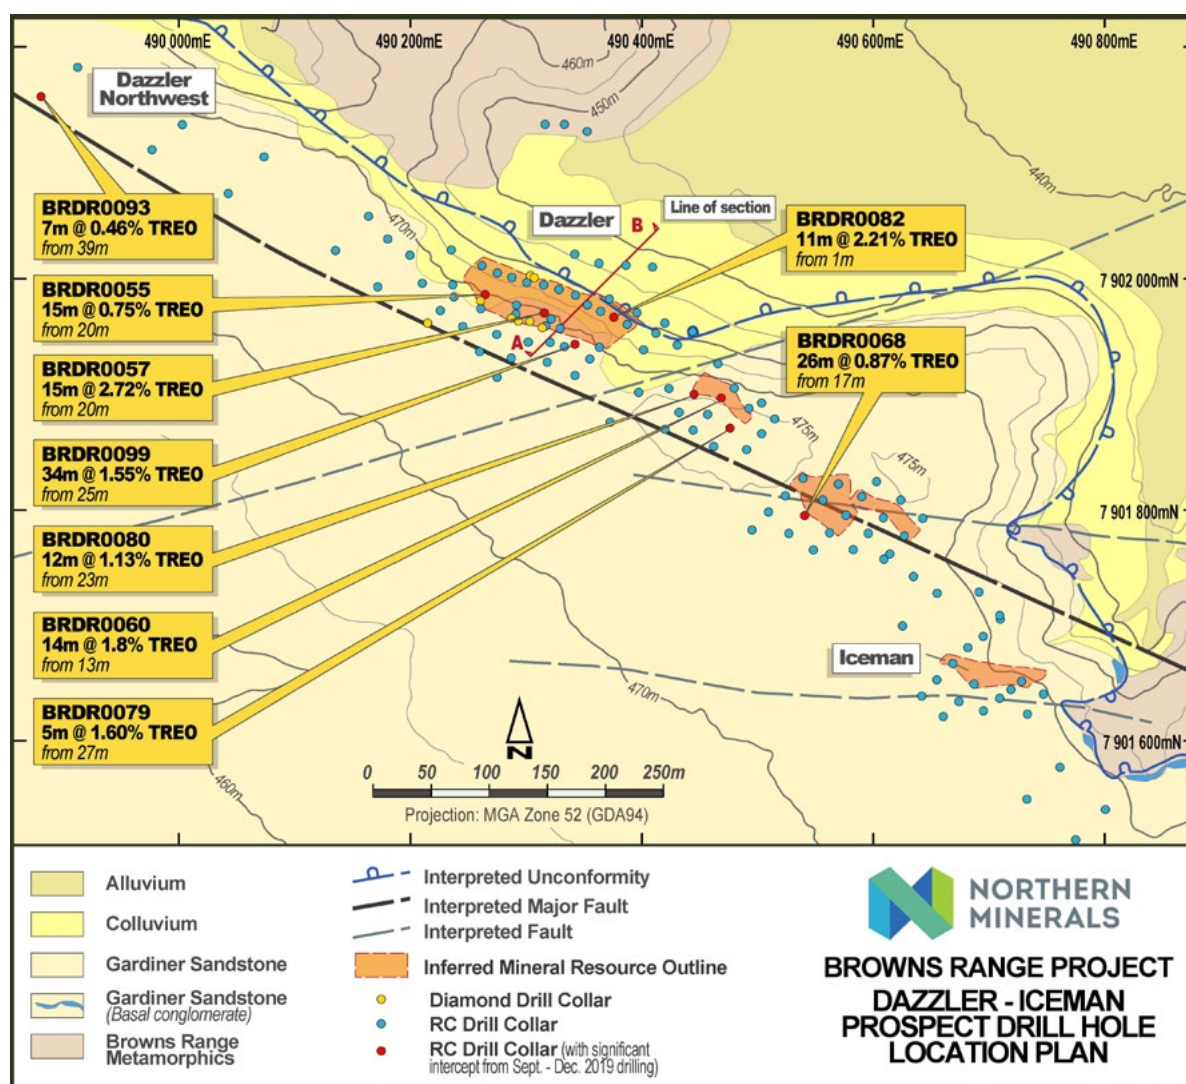 490 000mE
490 200mE
490 400mE
490 600mE
490 800mE
Dazzler
Northwest
460m
450m
440m
BRDR0093
7m @ 0.46% TREO
from 39m
470m
Dazzler
B
Line of section
BRDR0082
11m @ 2.21% TREO
from 1m
7 902 000mN
BRDR0055
15m @ 0.75% TREO
from 20m
A
BRDR0068
26m @ 0.87% TREO
from 17m
BRDR0057
15m @ 2.72% TREO
from 20m
475m
475m
BRDR0099
34m @ 1.55% TREO
from 25m
7 901 800mN
BRDR0080
12m @ 1.13% TREO
from 23m
BRDR0060
14m @ 1.8% TREO
from 13m
Iceman
470m
BRDR0079
5m @ 1.60% TREO
from 27m
N
7 901 600mN
460m
0 50 100 150 200 250m
Projection: MGA Zone 52 (GDA94)
Alluvium
Colluvium
Gardiner Sandstone
Gardiner Sandstone
(Basal conglomerate)
Browns Range
Metamorphics
Interpreted Unconformity
Interpreted Major Fault
Interpreted Fault
Inferred Mineral Resource Outline
Diamond Drill Collar
RC Drill Collar
RC Drill Collar (with significant
intercept from Sept. - Dec. 2019 drilling)
NORTHERN
MINERALS
BROWNS RANGE PROJECT
DAZZLER - ICEMAN
PROSPECT DRILL HOLE
LOCATION PLAN